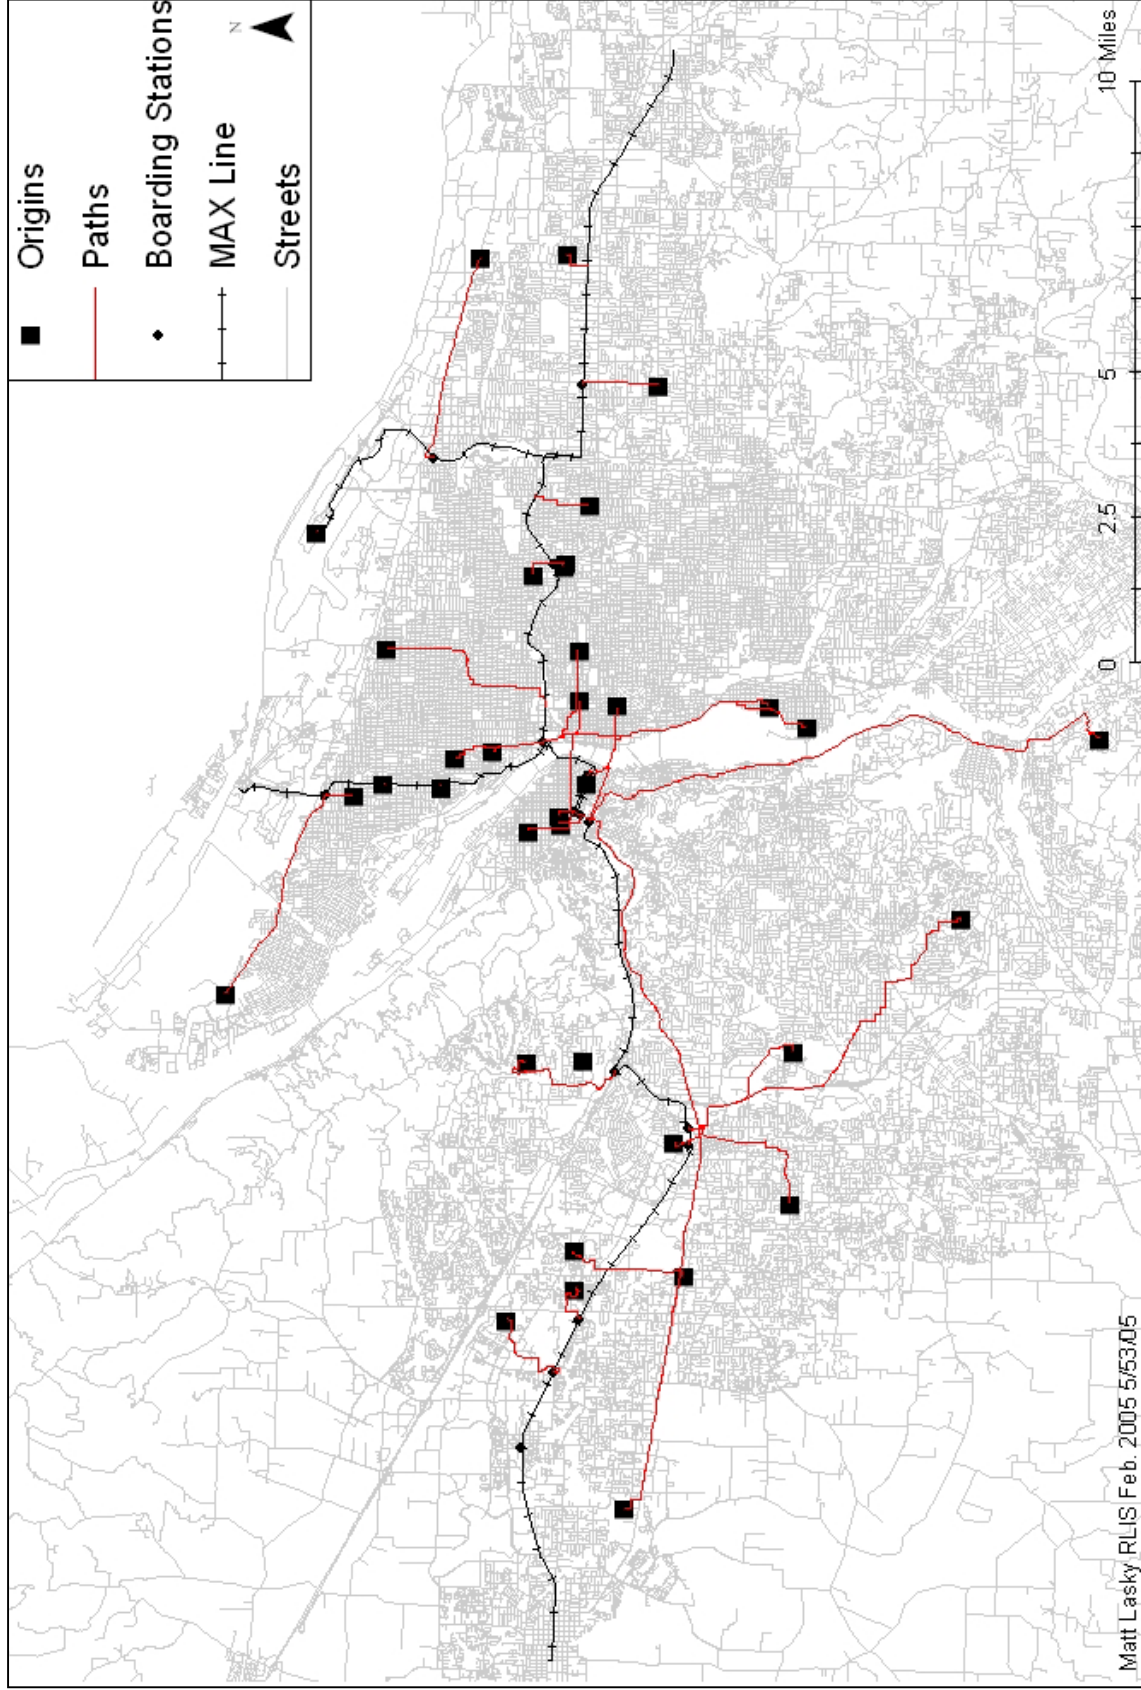 Origins
Paths
Boarding Stations
MAX Line
Streets
N
0 2.5 5 10 Miles
Matt Lasky RLIS Feb. 2005 5/53/05